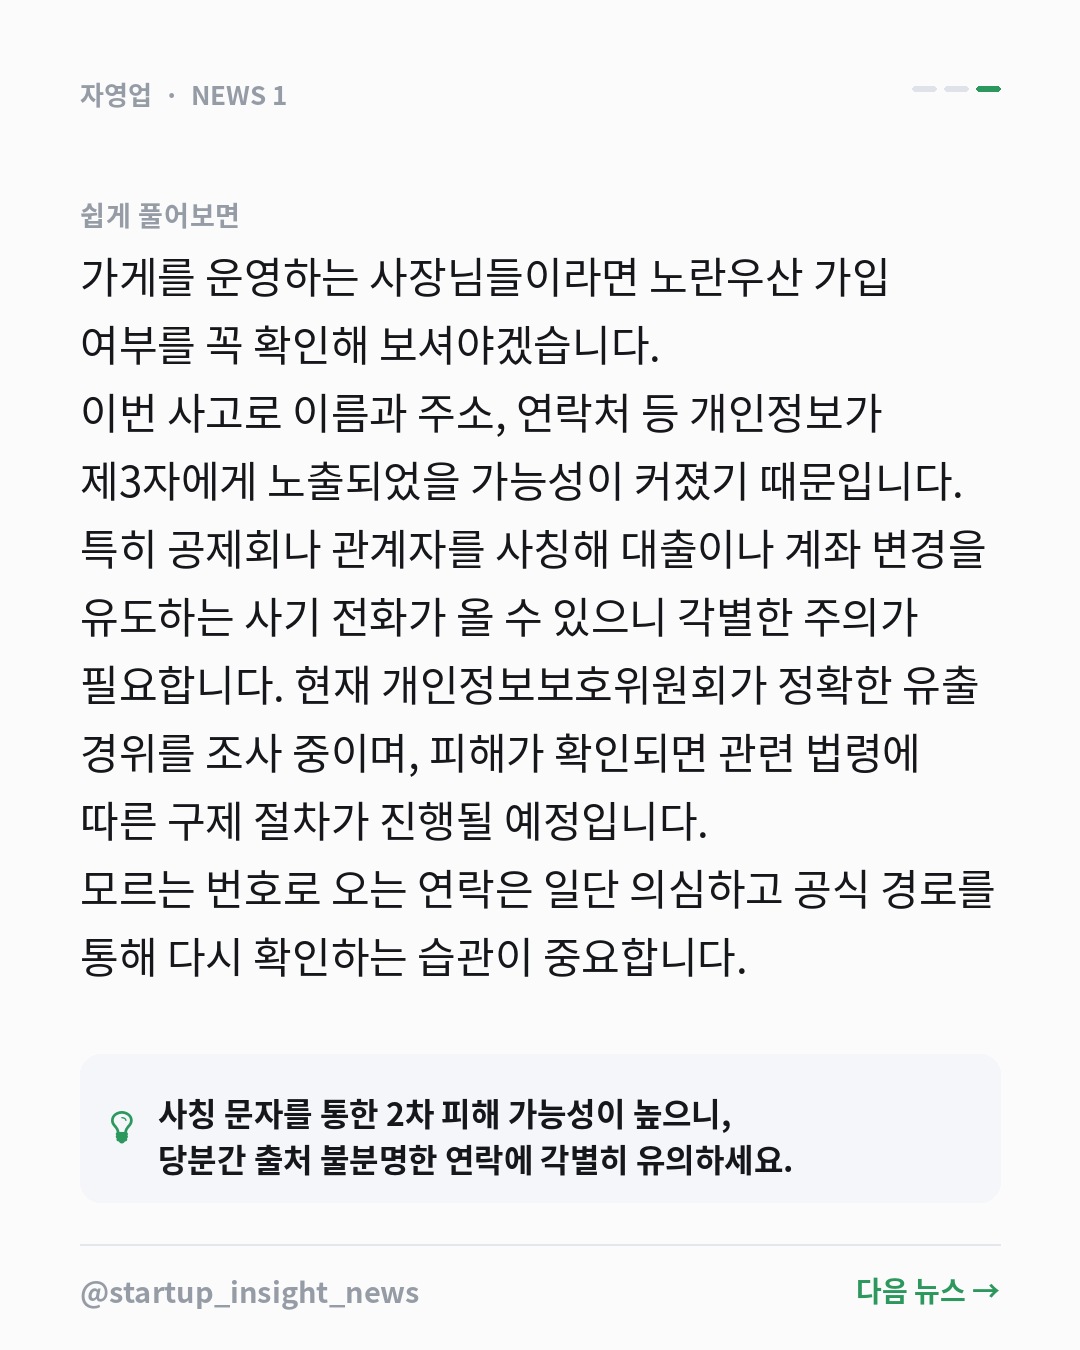 자영업 · NEWS 1
쉽게 풀어보면
가게를 운영하는 사장님들이라면 노란우산 가입
여부를 꼭 확인해 보셔야겠습니다.
이번 사고로 이름과 주소, 연락처 등 개인정보가
제3자에게 노출되었을 가능성이 커졌기 때문입니다.
특히 공제회나 관계자를 사칭해 대출이나 계좌 변경을
유도하는 사기 전화가 올 수 있으니 각별한 주의가
필요합니다. 현재 개인정보보호위원회가 정확한 유출
경위를 조사 중이며, 피해가 확인되면 관련 법령에
따른 구제 절차가 진행될 예정입니다.
모르는 번호로 오는 연락은 일단 의심하고 공식 경로를
통해 다시 확인하는 습관이 중요합니다.
사칭 문자를 통한 2차 피해 가능성이 높으니,
당분간 출처 불분명한 연락에 각별히 유의하세요.
@startup_insight_news
다음 뉴스 →